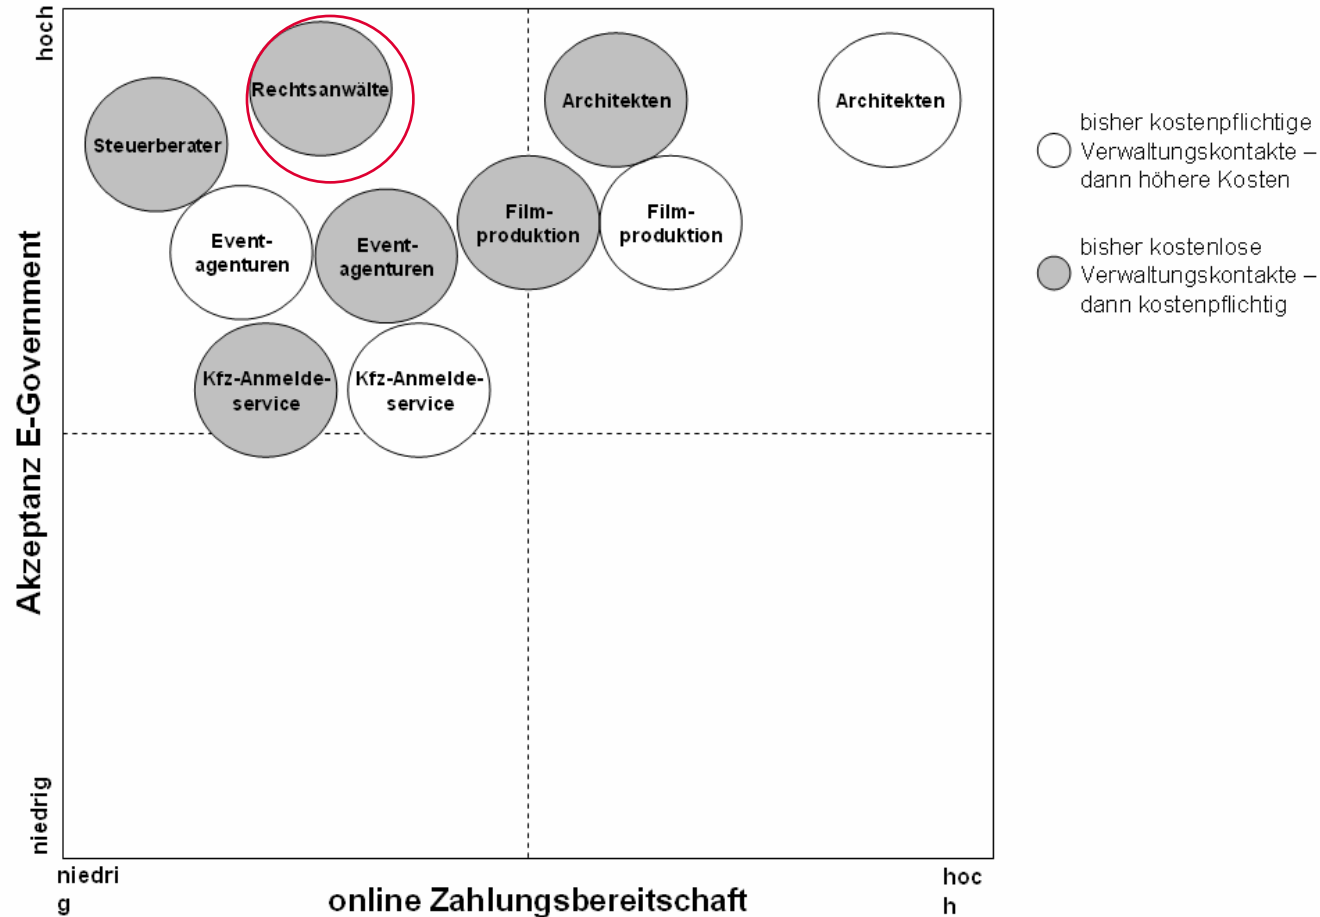 hoch
Rechtsanwälte
Architekten
Architekten
Steuerberater
Event-
agenturen
Event-
agenturen
Film-
produktion
Film-
produktion
Kfz-Anmelde-
service
Kfz-Anmelde-
service
Akzeptanz E-Government
niedrig
niedri
g
online Zahlungsbereitschaft
hoc
h
bisher kostenpflichtige
Verwaltungskontakte –
dann höhere Kosten
bisher kostenlose
Verwaltungskontakte –
dann kostenpflichtig